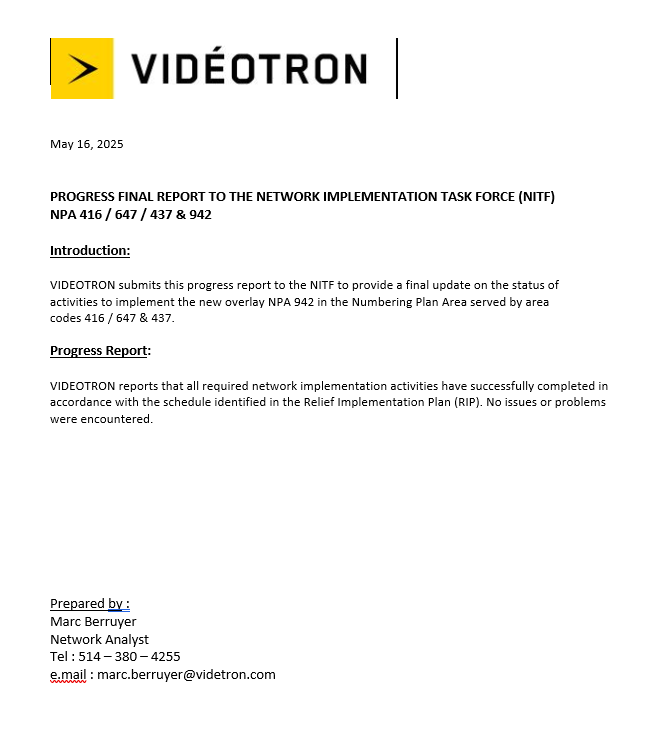 VIDÉOTRON
May 16, 2025
PROGRESS FINAL REPORT TO THE NETWORK IMPLEMENTATION TASK FORCE (NITF)
NPA 416 / 647 / 437 & 942
Introduction:
VIDEOTRON submits this progress report to the NITF to provide a final update on the status of
activities to implement the new overlay NPA 942 in the Numbering Plan Area served by area
codes 416 / 647 & 437.
Progress Report:
VIDEOTRON reports that all required network implementation activities have successfully completed in
accordance with the schedule identified in the Relief Implementation Plan (RIP). No issues or problems
were encountered.
Prepared by :
Marc Berruyer
Network Analyst
Tel : 514 – 380 – 4255
e.mail : marc.berruyer@videtron.com